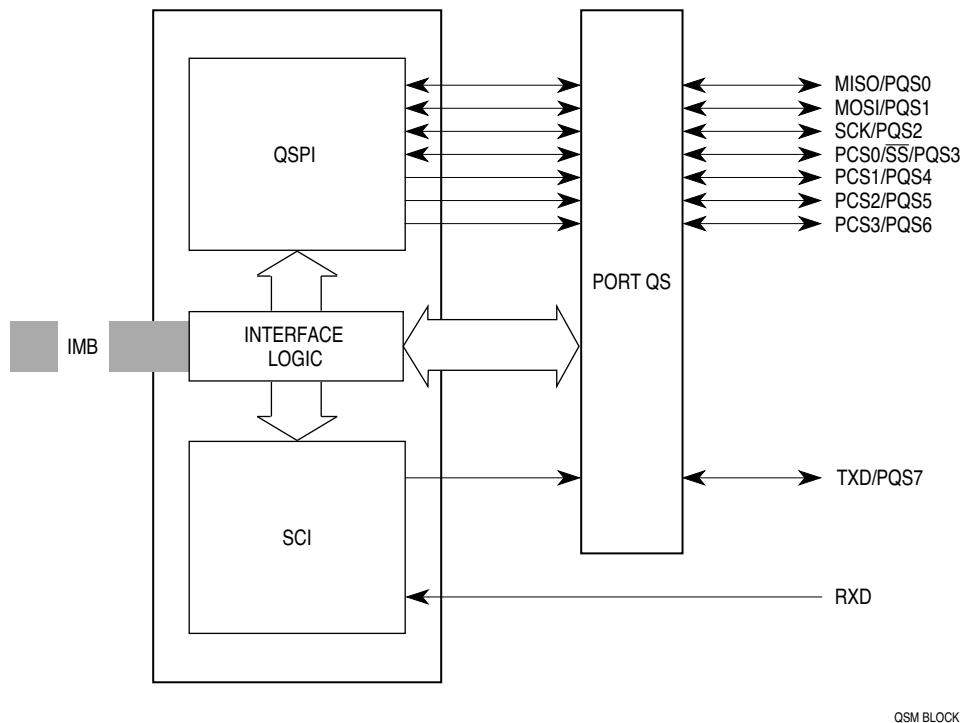 MISO/PQS0
MOSI/PQS1
SCK/PQS2
QSPI
PCS0/S̅S̅/PQS3
PCS1/PQS4
PCS2/PQS5
PCS3/PQS6
PORT QS
IMB
INTERFACE
LOGIC
TXD/PQS7
SCI
RXD
QSM BLOCK